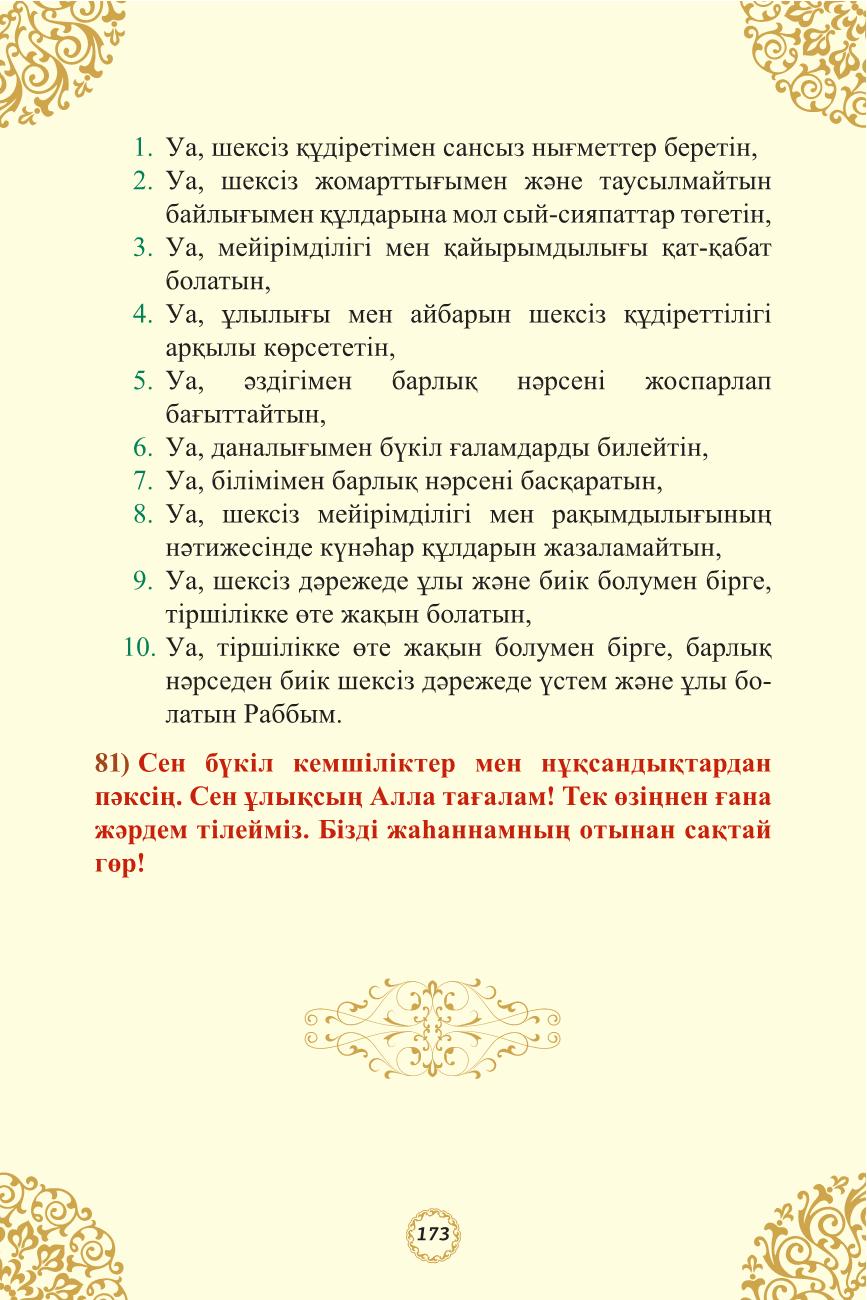 1. Уа, шексіз құдіретімен сансыз нығметтер беретін,
2. Уа, шексіз жомарттығымен және таусылмайтын
байлығымен құлдарына мол сый-сияпаттар төгетін,
3. Уа, мейірімділігі мен қайырымдылығы қат-қабат
болатын,
4. Уа, ұлылығы мен айбарын шексіз құдіреттілігі
арқылы көрсететін,
5. Уа, әздігімен барлық нәрсені жоспарлап
бағыттайтын,
6. Уа, даналығымен бүкіл ғаламдарды билейтін,
7. Уа, білімімен барлық нәрсені басқаратын,
8. Уа, шексіз мейірімділігі мен рақымдылығының
нәтижесінде күнәһар құлдарын жазаламайтын,
9. Уа, шексіз дәрежеде ұлы және биік болумен бірге,
тіршілікке өте жақын болатын,
10. Уа, тіршілікке өте жақын болумен бірге, барлық
нәрседен биік шексіз дәрежеде үстем және ұлы бо-
латын Раббым.
81) Сен бүкіл кемшіліктер мен нұқсандықтардан
пәксің. Сен ұлықсың Алла тағалам! Тек өзіңнен ғана
жәрдем тілейміз. Бізді жаһаннамның отынан сақтай
гөр!
173